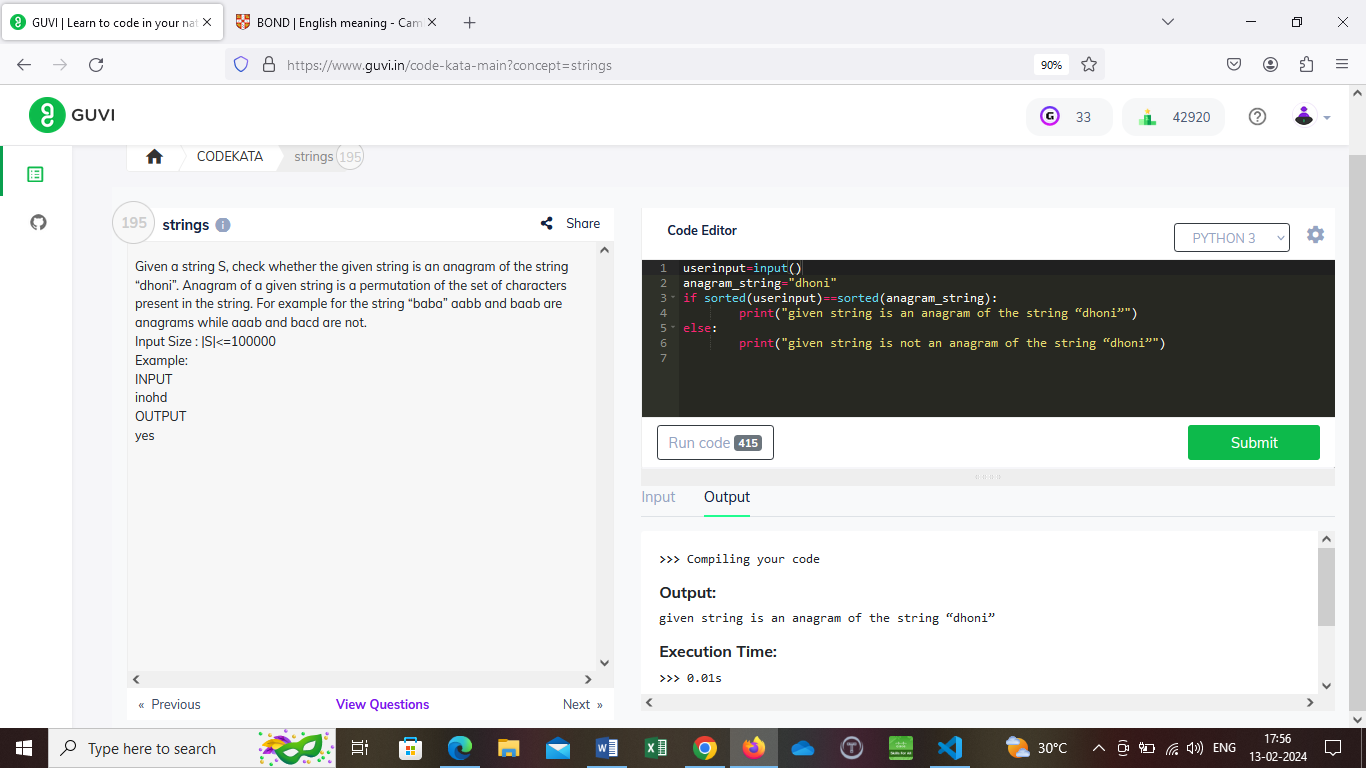 GUVI | Learn to code in your nat
BOND | English meaning - Cam
https://www.guvi.in/code-kata-main?concept=strings
90%
GUVI
G
33
42920
CODEKATA
strings 195
195
strings
Share
Given a string S, check whether the given string is an anagram of the string
“dhoni”. Anagram of a given string is a permutation of the set of characters
present in the string. For example for the string “baba” aabb and baab are
anagrams while aaab and bacd are not.
Input Size : |S|<=100000
Example:
INPUT
inohd
OUTPUT
yes
« Previous
View Questions
Next »
Code Editor
PYTHON 3
1 userinput=input()
2 anagram_string="dhoni"
3 if sorted(userinput)==sorted(anagram_string):
4 print("given string is an anagram of the string “dhoni”")
5 else:
6 print("given string is not an anagram of the string “dhoni”")
7
Run code 415
Submit
Input
Output
>>> Compiling your code
Output:
given string is an anagram of the string “dhoni”
Execution Time:
>>> 0.01s
Type here to search
30°C
ENG
17:56
13-02-2024